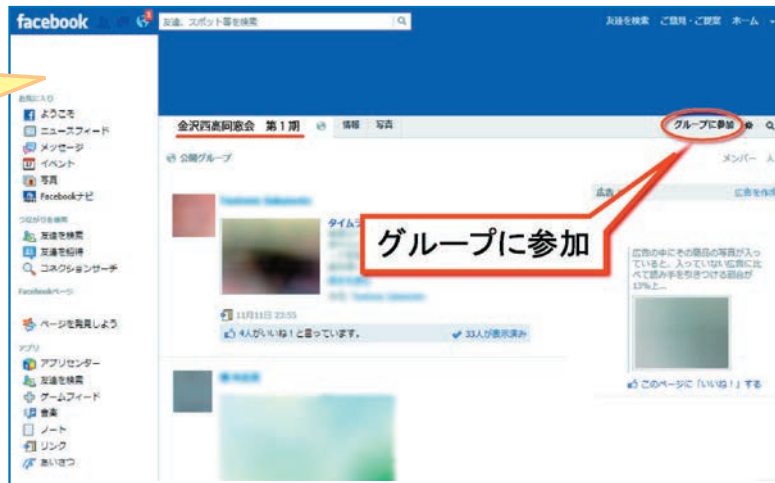 facebook
友達、スポット等を検索
友達を検索 ご意見・ご提案 ホーム
お気に入り
ようこそ
ニュースフィード
メッセージ
イベント
写真
Facebookナビ
つながりを検索
友達を検索
友達を招待
コネクションサーチ
Facebookページ
ページを発見しよう
アプリ
アプリセンター
友達を検索
ゲームフィード
音楽
ノート
リンク
あいさつ
金沢西高同窓会 第1期 情報 写真 グループに参加
公開グループ
メンバー
広告
広告を作成
タイムラ
グループに参加
広告の中にその商品の写真が入っ
ていると、入っていない広告に比
べて読み手を引きつける割合が
13%上...
11月11日 23:55
4人がいいね!と言っています。
33人が表示済み
このページに「いいね!」する